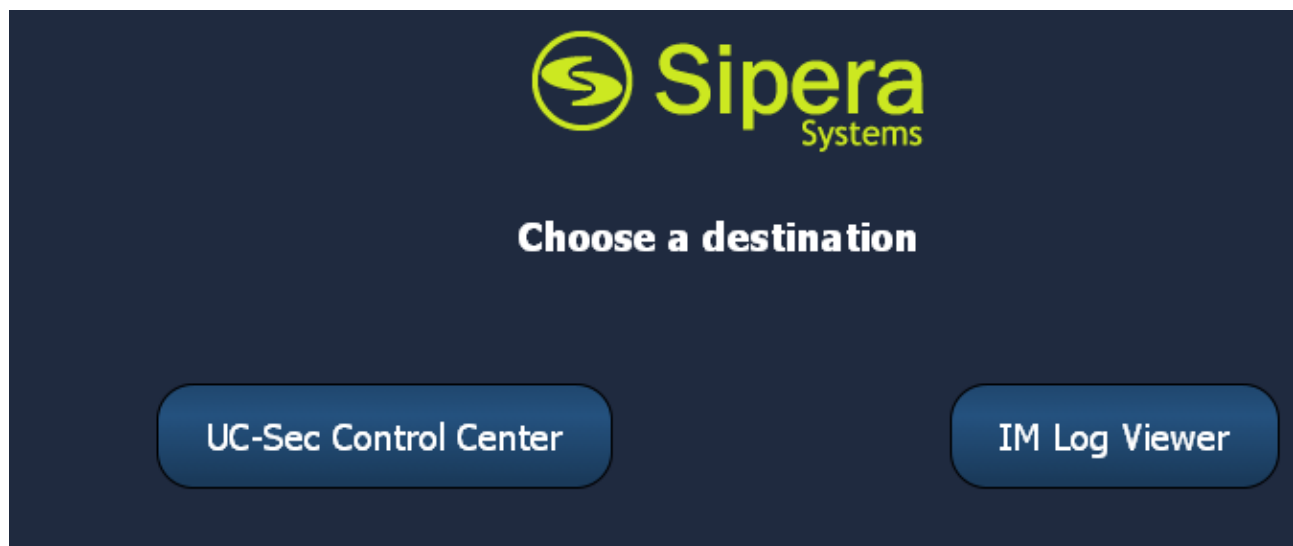 Sipera
Systems
Choose a destination
UC-Sec Control Center
IM Log Viewer